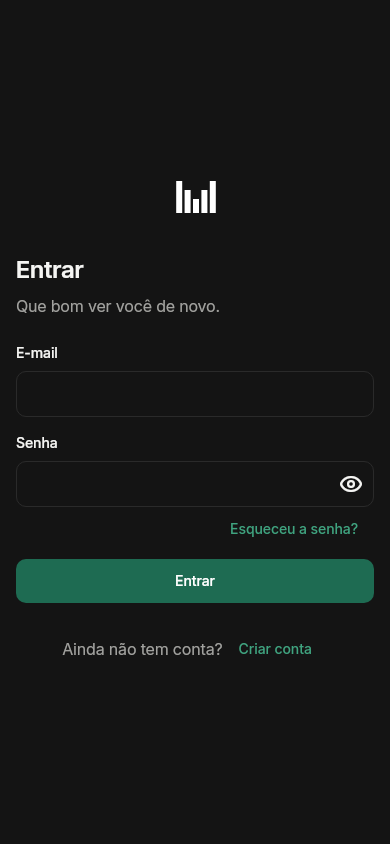 Entrar
Que bom ver você de novo.
E-mail
Senha
Esqueceu a senha?
Entrar
Ainda não tem conta? Criar conta